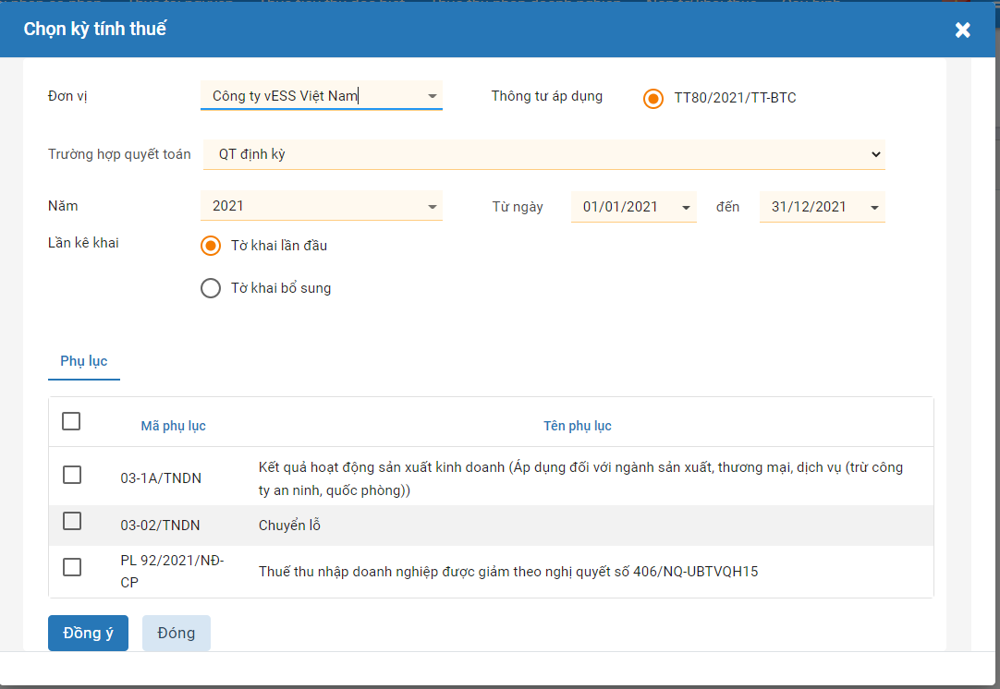 Chọn kỳ tính thuế
Đơn vị Công ty vESS Việt Nam Thông tư áp dụng TT80/2021/TT-BTC
Trường hợp quyết toán QT định kỳ
Năm 2021 Từ ngày 01/01/2021 đến 31/12/2021
Lần kê khai Tờ khai lần đầu
Tờ khai bổ sung
Phụ lục
Mã phụ lục Tên phụ lục
03-1A/TNDN Kết quả hoạt động sản xuất kinh doanh (Áp dụng đối với ngành sản xuất, thương mại, dịch vụ (trừ công
ty an ninh, quốc phòng))
03-02/TNDN Chuyển lỗ
PL 92/2021/NĐ-
CP
Thuế thu nhập doanh nghiệp được giảm theo nghị quyết số 406/NQ-UBTVQH15
Đồng ý Đóng